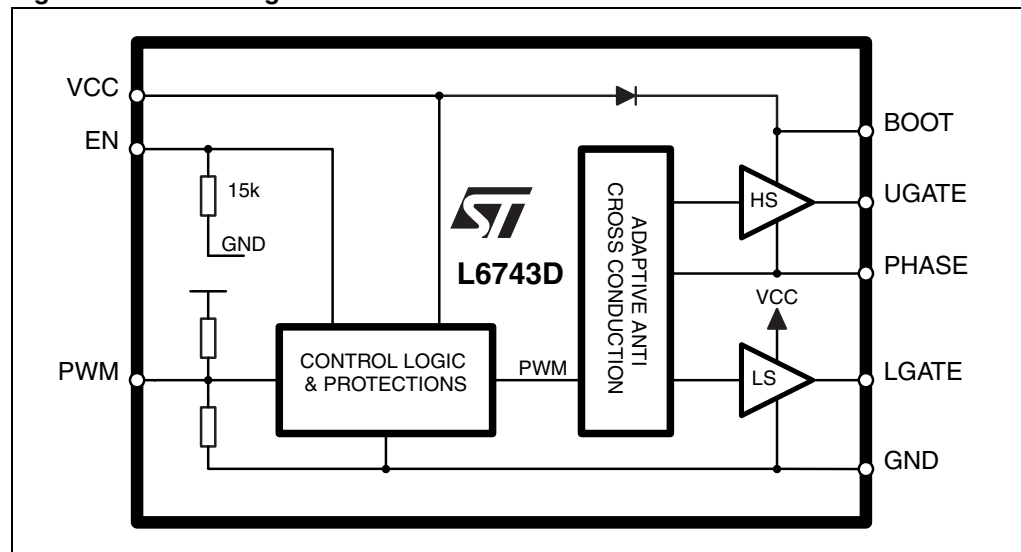 VCC
EN
15k
GND
PWM
CONTROL LOGIC
& PROTECTIONS
ST
L6743D
PWM
ADAPTIVE ANTI
CROSS CONDUCTION
HS
VCC
LS
BOOT
UGATE
PHASE
LGATE
GND